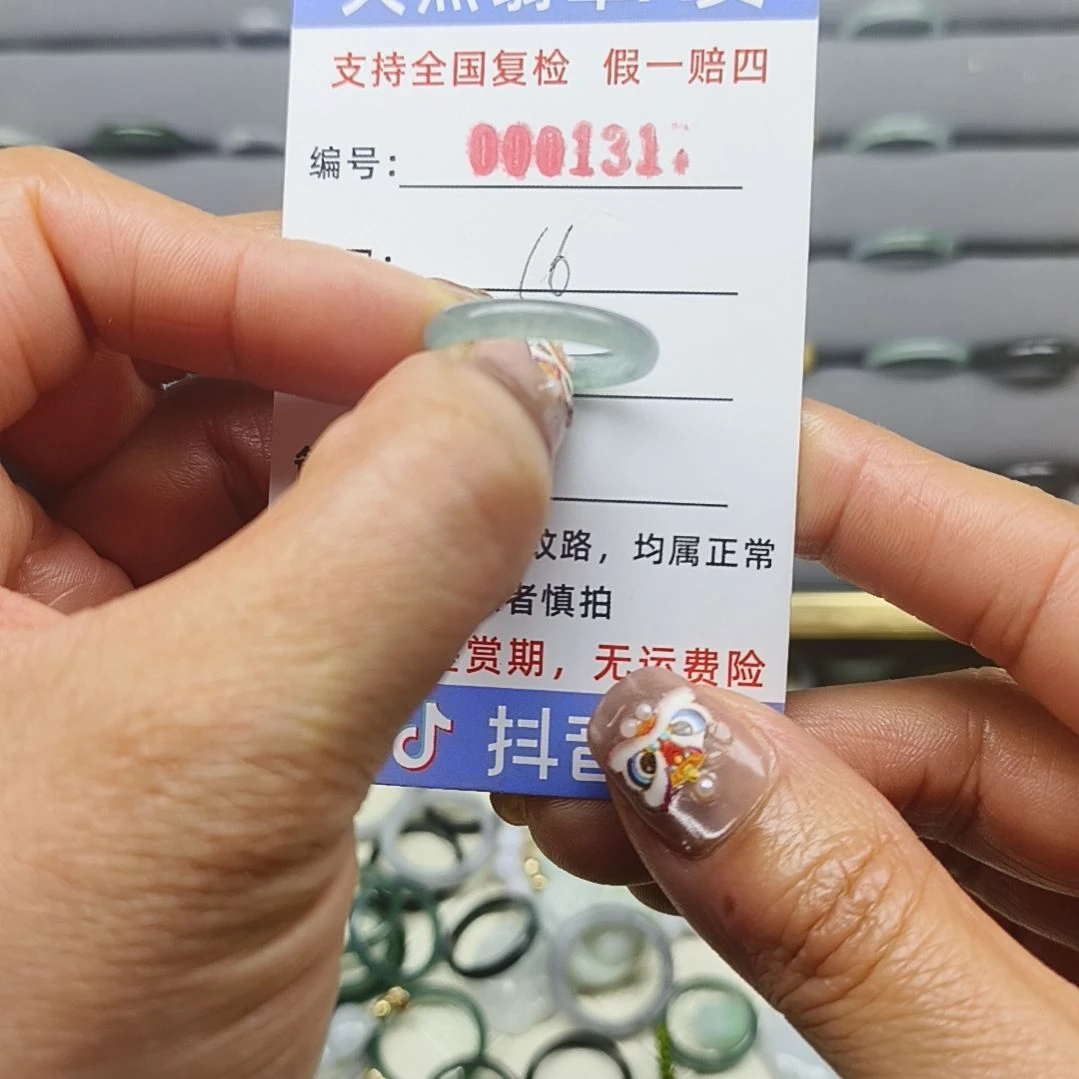 支持全国复检 假一赔四
编号: 000131
16
纹路，均属正常
者慎拍
赏期，无运费险
抖音